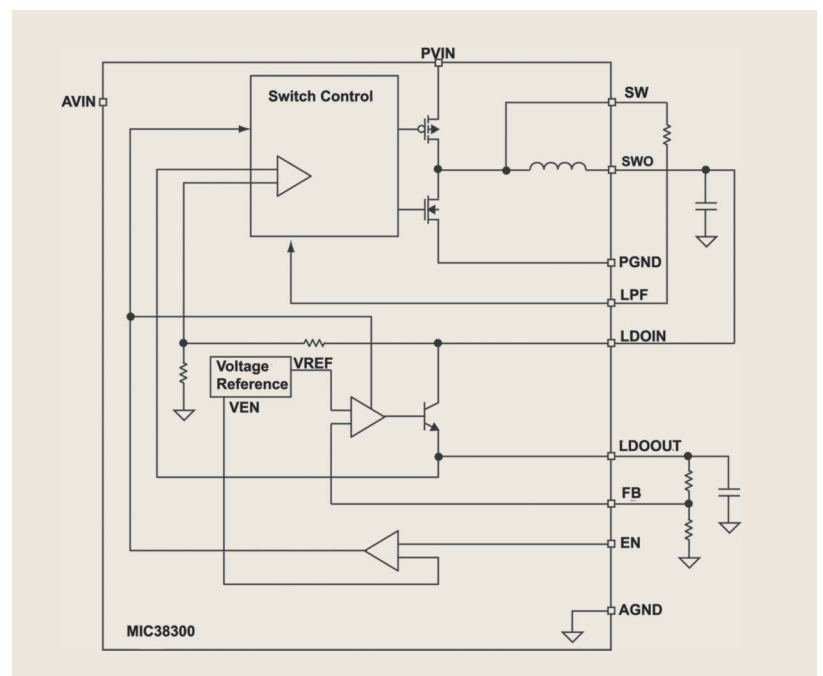 PVIN
Switch Control
SW
AVIN
SWO
PGND
LPF
LDOIN
Voltage
Reference
VREF
VEN
LDOOUT
FB
EN
AGND
MIC38300